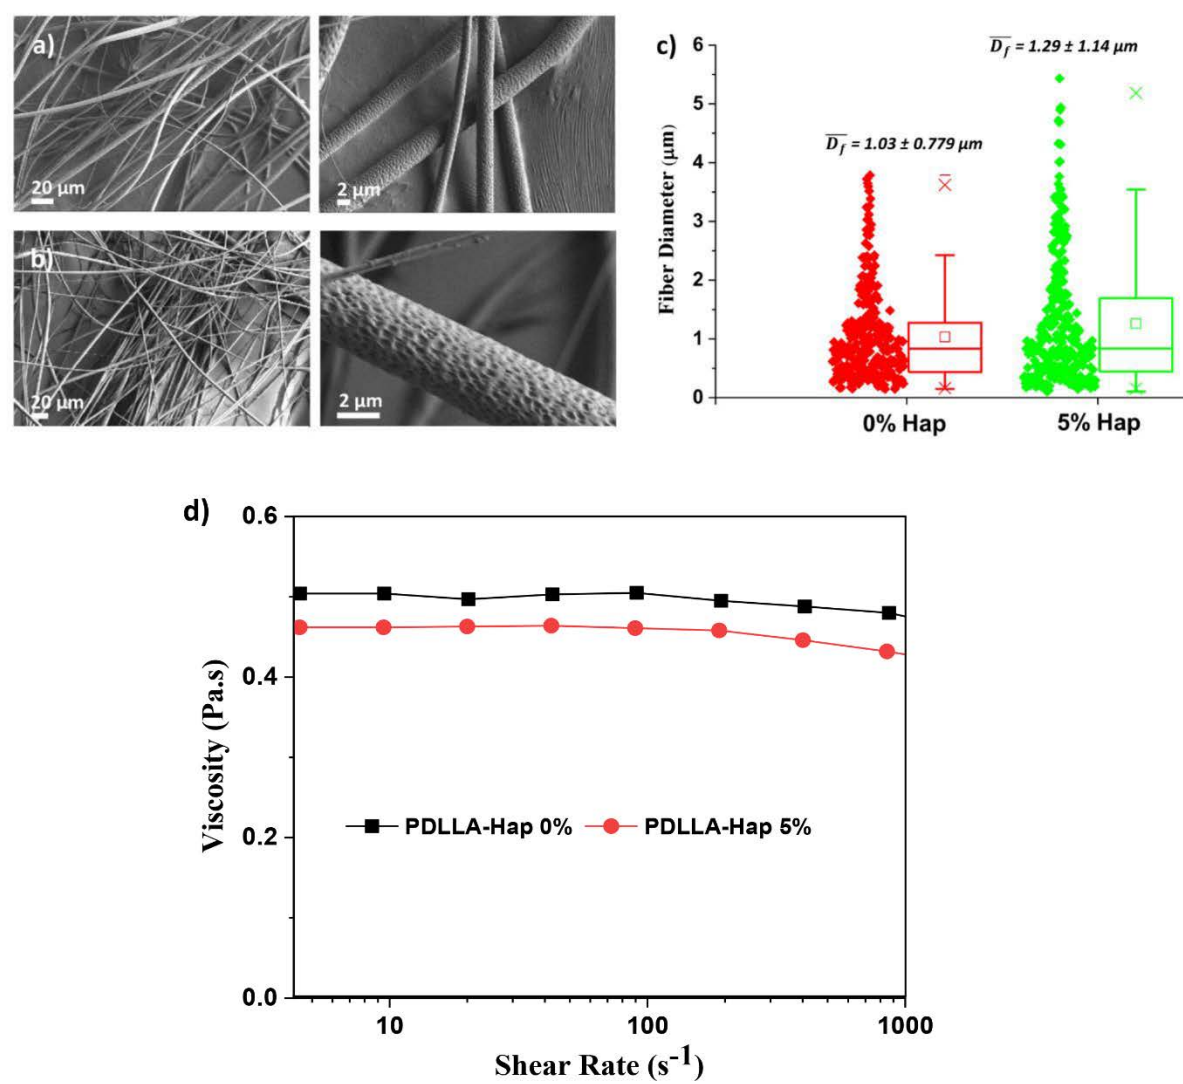 a)
20 µm
2 µm
b)
20 µm
2 µm
c)
D̅f̅ = 1.03 ± 0.779 µm
D̅f̅ = 1.29 ± 1.14 µm
Fiber Diameter (µm)
6
5
4
3
2
1
0
0% Hap
5% Hap
d)
Viscosity (Pa.s)
0.6
0.4
0.2
0.0
PDLLA-Hap 0%
PDLLA-Hap 5%
10
100
1000
Shear Rate (s⁻¹)